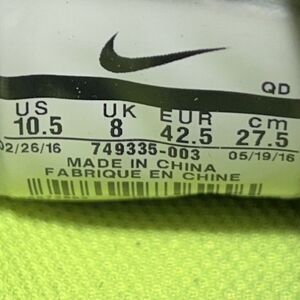 QD
US UK EUR cm
10.5 8 42.5 27.5
02/26/16 749335-003 05/19/16
MADE IN CHINA
FABRIQUE EN CHINE